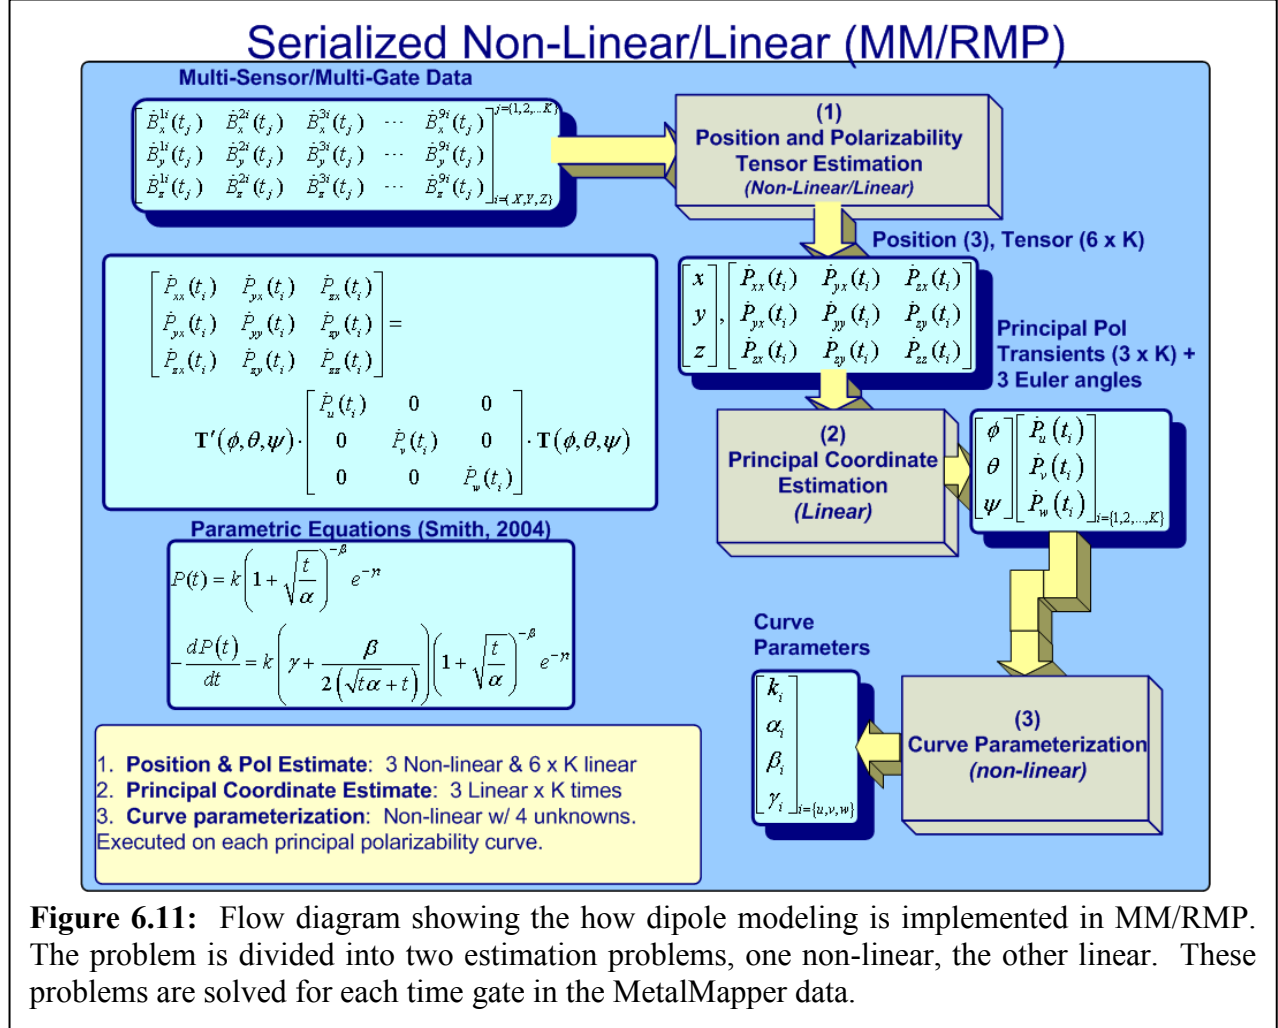 Serialized Non-Linear/Linear (MM/RMP)
Multi-Sensor/Multi-Gate Data
[Ḃ_x^{1i}(t_j) Ḃ_x^{2i}(t_j) Ḃ_x^{3i}(t_j) ⋯ Ḃ_x^{9i}(t_j)]^{j={1,2,...K}}
[Ḃ_y^{1i}(t_j) Ḃ_y^{2i}(t_j) Ḃ_y^{3i}(t_j) ⋯ Ḃ_y^{9i}(t_j)]
[Ḃ_z^{1i}(t_j) Ḃ_z^{2i}(t_j) Ḃ_z^{3i}(t_j) ⋯ Ḃ_z^{9i}(t_j)]_{i={X,Y,Z}}
(1)
Position and Polarizability
Tensor Estimation
(Non-Linear/Linear)
Position (3), Tensor (6 x K)
[x] [Ṗ_xx(t_i) Ṗ_yx(t_i) Ṗ_zx(t_i)]
[y], [Ṗ_yx(t_i) Ṗ_yy(t_i) Ṗ_zy(t_i)]
[z] [Ṗ_zx(t_i) Ṗ_zy(t_i) Ṗ_zz(t_i)]
Principal Pol
Transients (3 x K) +
3 Euler angles
[Ṗ_xx(t_i) Ṗ_yx(t_i) Ṗ_zx(t_i)]
[Ṗ_yx(t_i) Ṗ_yy(t_i) Ṗ_zy(t_i)] =
[Ṗ_zx(t_i) Ṗ_zy(t_i) Ṗ_zz(t_i)]
[Ṗ_u(t_i) 0 0]
T′(ϕ,θ,ψ)· [0 Ṗ_v(t_i) 0] ·T(ϕ,θ,ψ)
[0 0 Ṗ_w(t_i)]
(2)
Principal Coordinate
Estimation
(Linear)
[ϕ] [Ṗ_u(t_i)]
[θ] [Ṗ_v(t_i)]
[ψ] [Ṗ_w(t_i)]_{i={1,2,...,K}}
Parametric Equations (Smith, 2004)
P(t) = k(1+√(t/α))^{-β} e^{-γt}
-dP(t)/dt = k(γ + β/(2(√tα+t)))(1+√(t/α))^{-β} e^{-γt}
Curve
Parameters
[k_i]
[α_i]
[β_i]
[γ_i]_{i={u,v,w}}
(3)
Curve Parameterization
(non-linear)
1. Position & Pol Estimate: 3 Non-linear & 6 x K linear
2. Principal Coordinate Estimate: 3 Linear x K times
3. Curve parameterization: Non-linear w/ 4 unknowns.
Executed on each principal polarizability curve.
Figure 6.11: Flow diagram showing the how dipole modeling is implemented in MM/RMP.
The problem is divided into two estimation problems, one non-linear, the other linear. These
problems are solved for each time gate in the MetalMapper data.